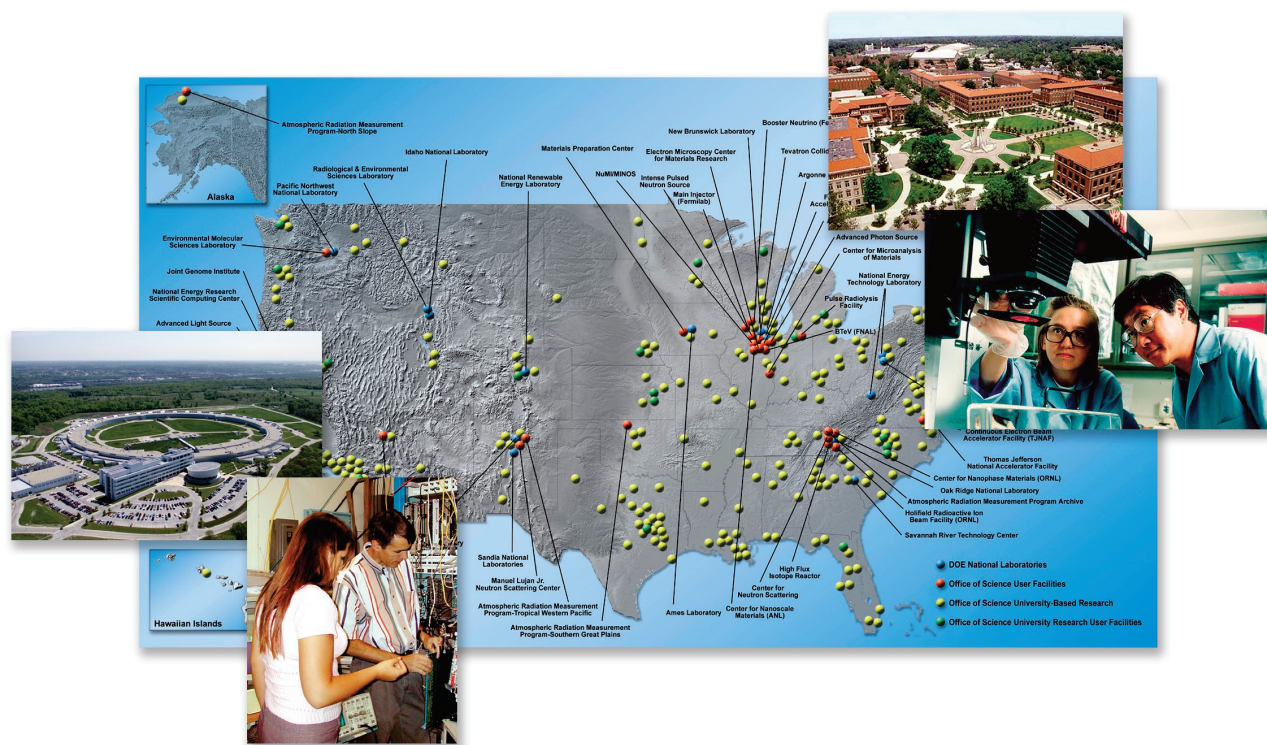 Atmospheric Radiation Measurement
Program-North Slope
Alaska
Idaho National Laboratory
Radiological & Environmental
Sciences Laboratory
Pacific Northwest
National Laboratory
Environmental Molecular
Sciences Laboratory
Joint Genome Institute
National Energy Research
Scientific Computing Center
Advanced Light Source
National Renewable
Energy Laboratory
Materials Preparation Center
New Brunswick Laboratory
Electron Microscopy Center
for Materials Research
NuMI/MINOS
Intense Pulsed
Neutron Source
Main Injector
(Fermilab)
Booster Neutrino
Tevatron
Argonne
Advanced Photon Source
Center for Microanalysis
of Materials
National Energy
Technology Laboratory
Pulse Radiolysis
Facility
BTeV (FNAL)
Continuous Electron Beam
Accelerator Facility (TJNAF)
Thomas Jefferson
National Accelerator Facility
Center for Nanophase Materials (ORNL)
Oak Ridge National Laboratory
Atmospheric Radiation Measurement Program Archive
Holifield Radioactive Ion
Beam Facility (ORNL)
Savannah River Technology Center
High Flux
Isotope Reactor
Center for
Neutron Scattering
Center for Nanoscale
Materials (ANL)
Ames Laboratory
Sandia National
Laboratories
Manuel Lujan Jr.
Neutron Scattering Center
Atmospheric Radiation Measurement
Program-Tropical Western Pacific
Atmospheric Radiation Measurement
Program-Southern Great Plains
Hawaiian Islands
DOE National Laboratories
Office of Science User Facilities
Office of Science University-Based Research
Office of Science University Research User Facilities